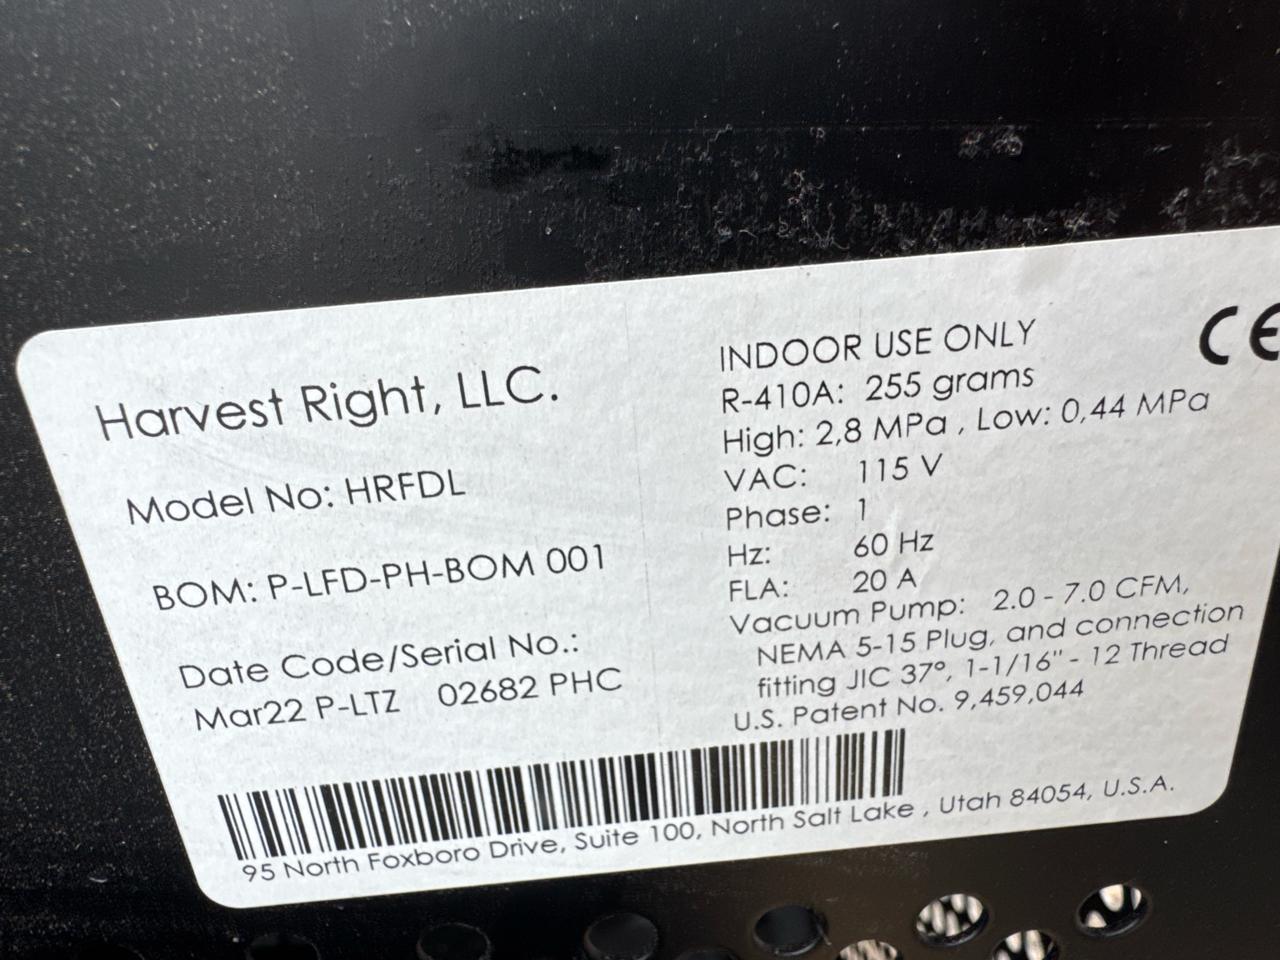 Harvest Right, LLC.
Model No: HRFDL
BOM: P-LFD-PH-BOM 001
Date Code/Serial No.:
Mar22 P-LTZ 02682 PHC
INDOOR USE ONLY
R-410A: 255 grams
High: 2,8 MPa , Low: 0,44 MPa
VAC: 115 V
Phase: 1
Hz: 60 Hz
FLA: 20 A
Vacuum Pump: 2.0 - 7.0 CFM,
NEMA 5-15 Plug, and connection
fitting JIC 37°, 1-1/16" - 12 Thread
U.S. Patent No. 9,459,044
CE
95 North Foxboro Drive, Suite 100, North Salt Lake , Utah 84054, U.S.A.